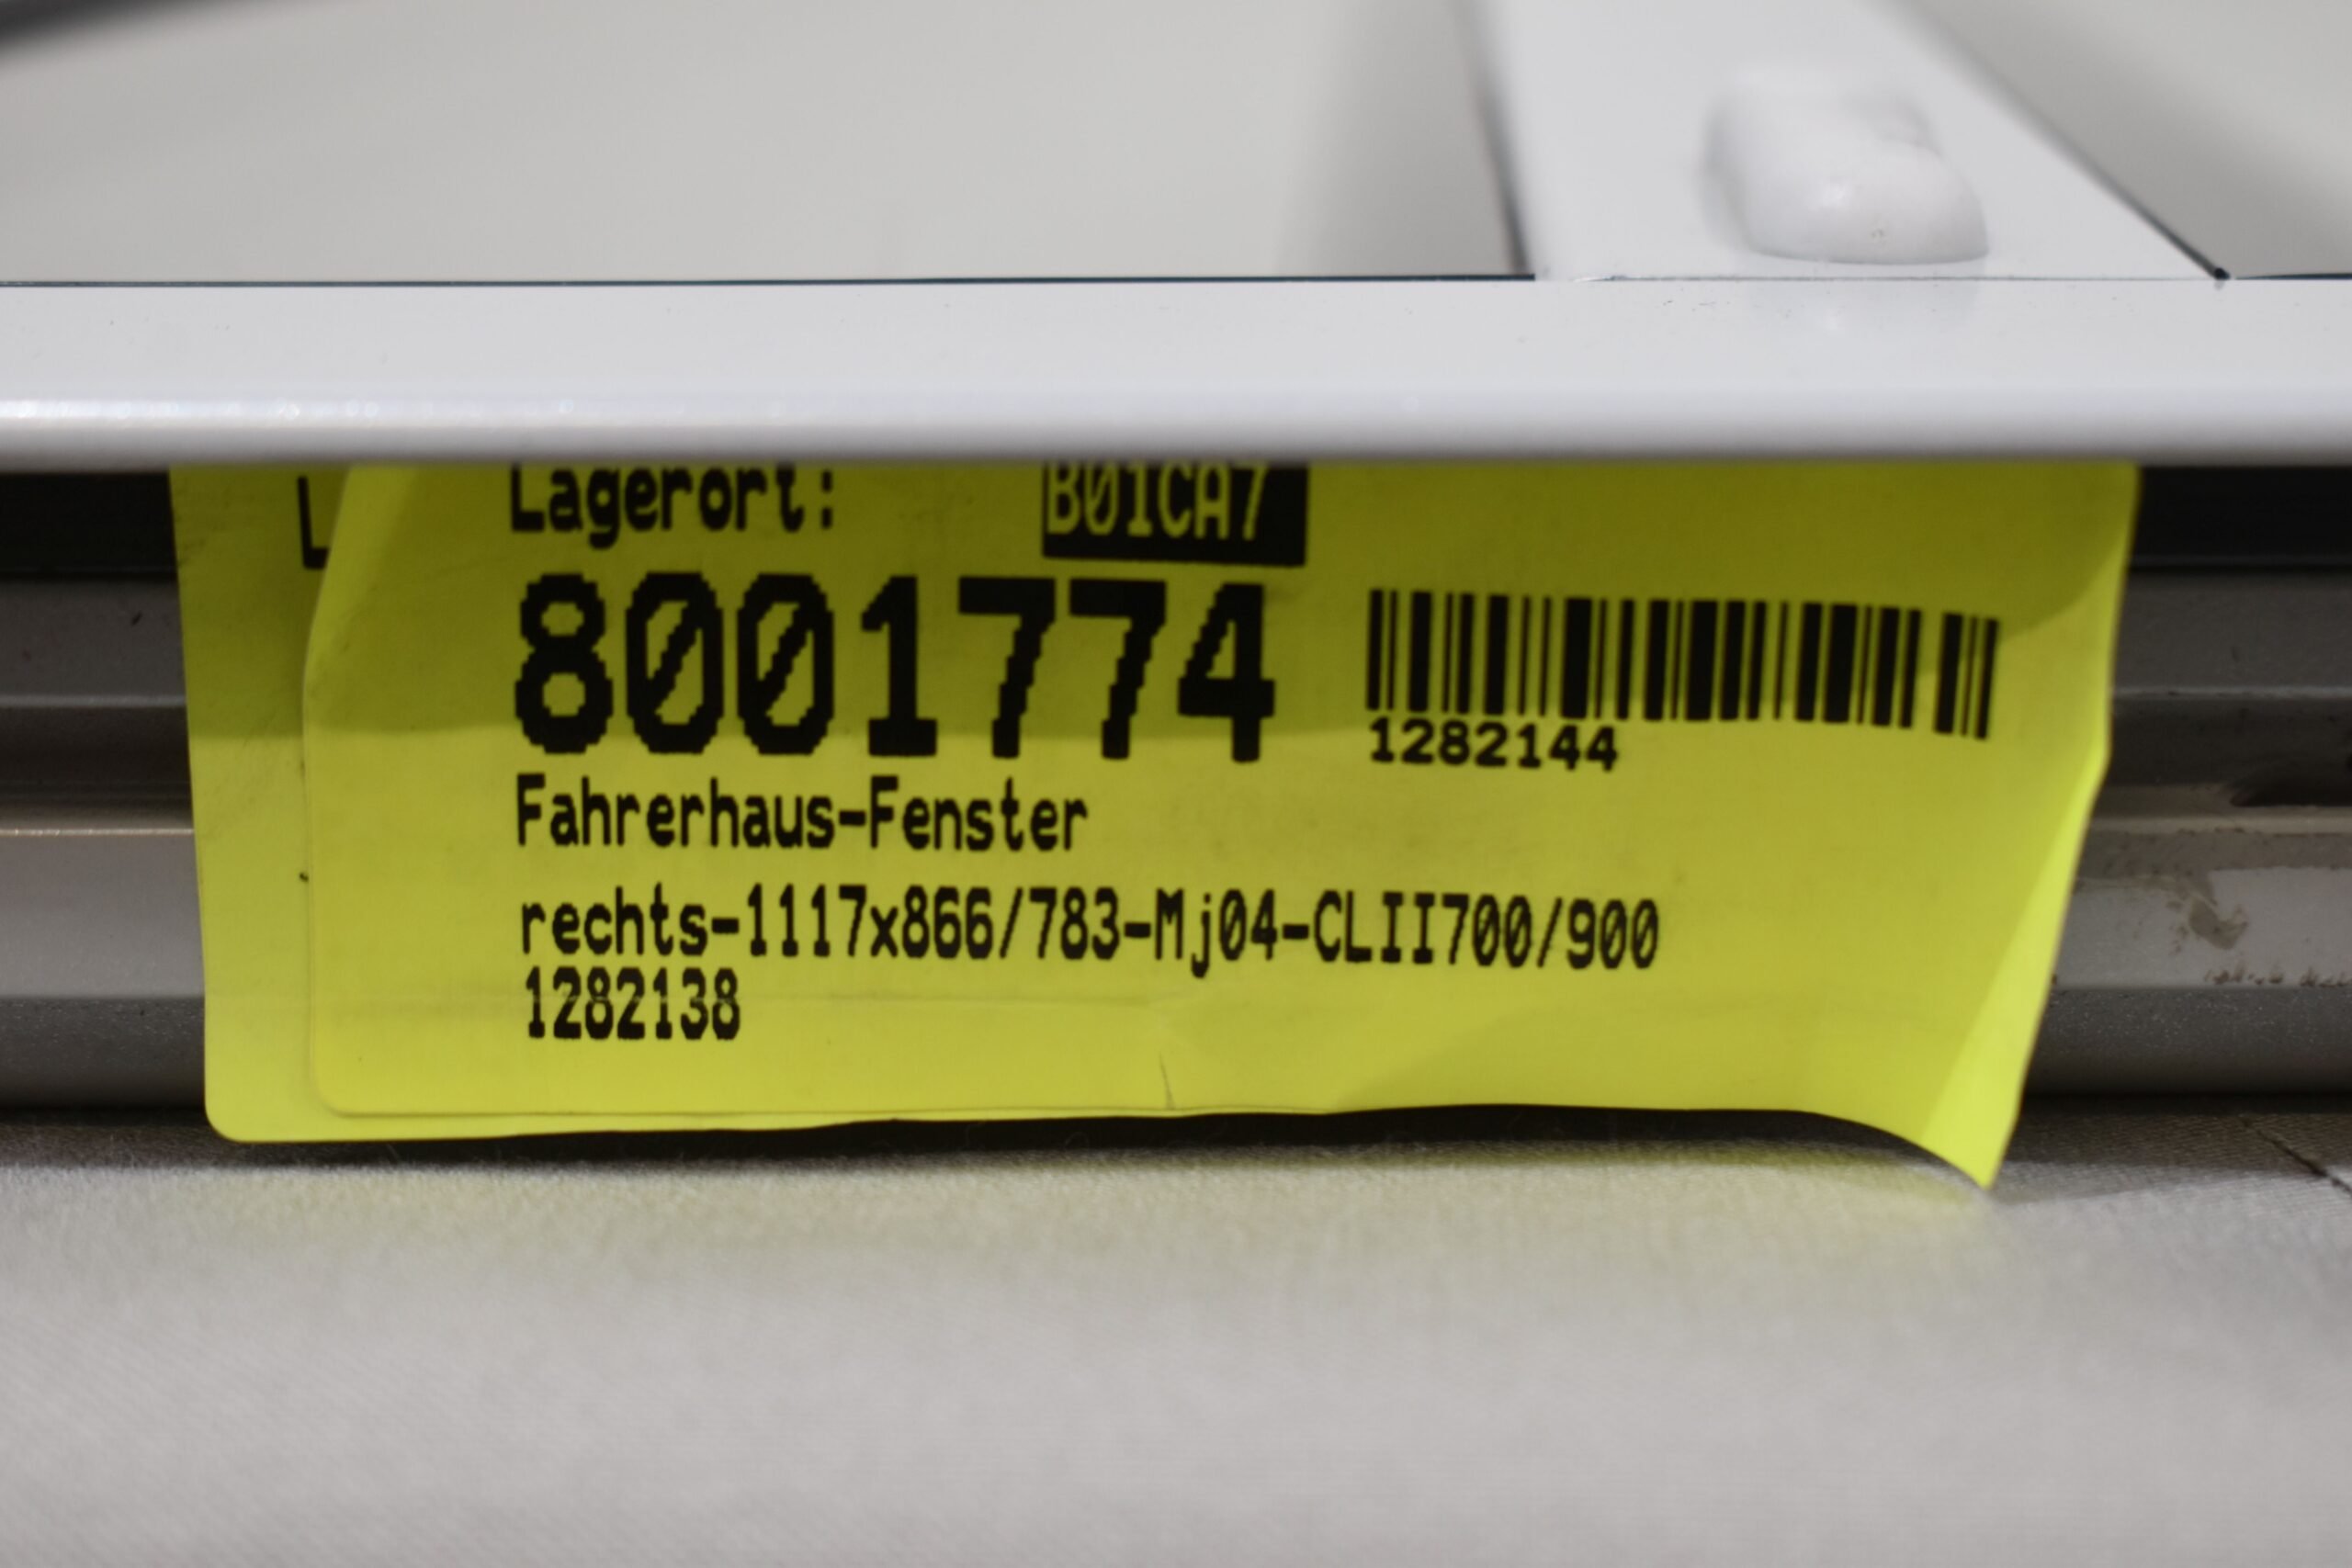 L
Lagerort: B01CA7
8001774
1282144
Fahrerhaus-Fenster
rechts-1117x866/783-Mj04-CLII700/900
1282138